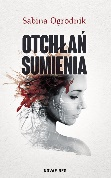 Sabina Ogrodnik
OTCHŁAŃ
SUMIENIA